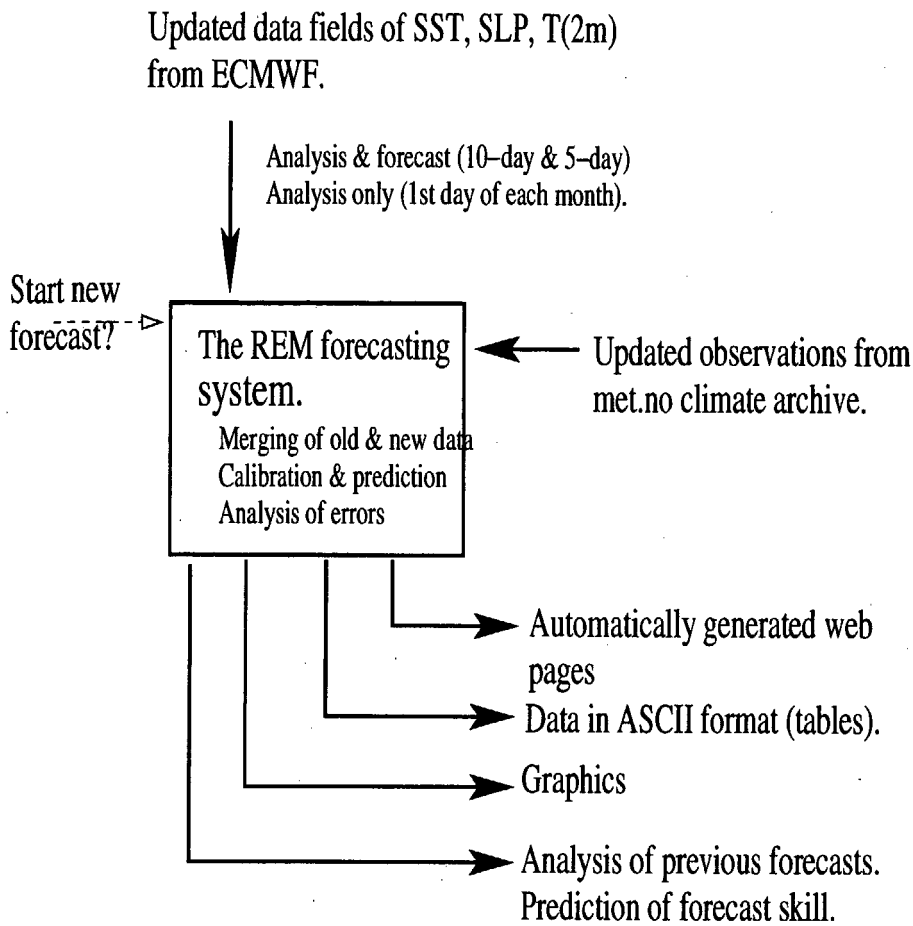 Updated data fields of SST, SLP, T(2m)
from ECMWF.
Analysis & forecast (10–day & 5–day)
Analysis only (1st day of each month).
Start new
forecast?
The REM forecasting
system.
Merging of old & new data
Calibration & prediction
Analysis of errors
Updated observations from
met.no climate archive.
Automatically generated web
pages
Data in ASCII format (tables).
Graphics
Analysis of previous forecasts.
Prediction of forecast skill.